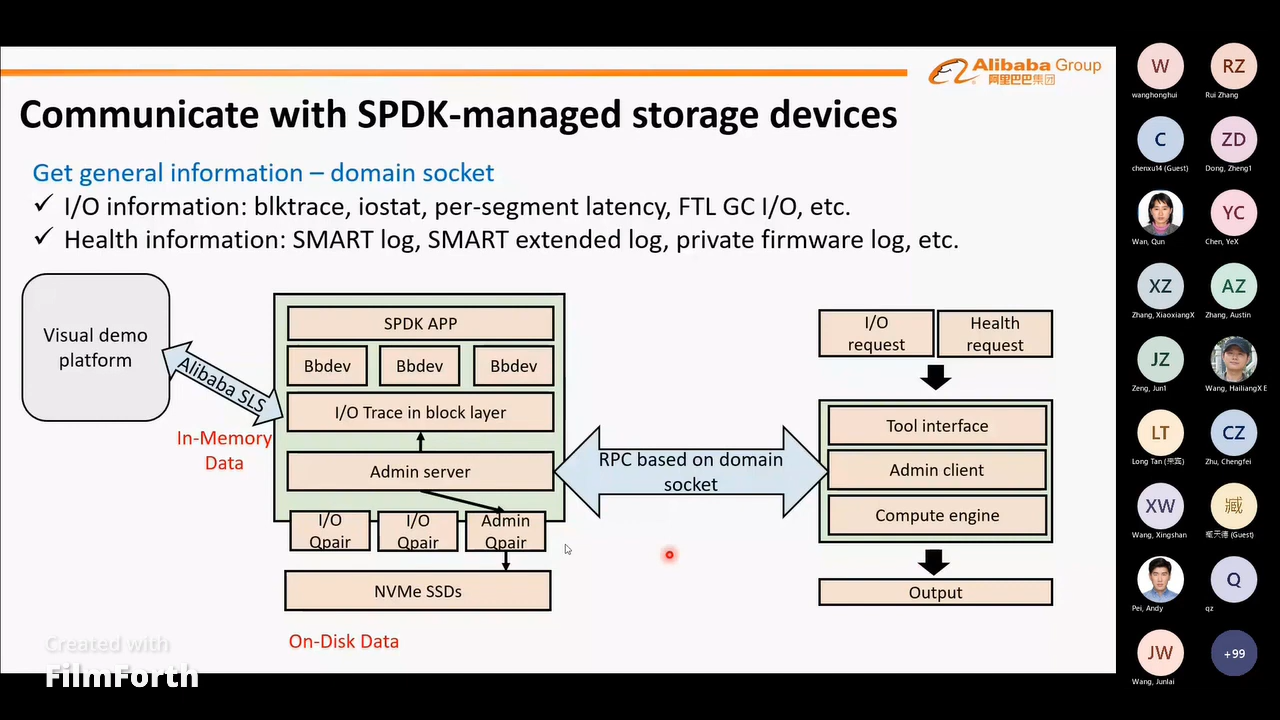 Alibaba Group
阿里巴巴集团
Communicate with SPDK-managed storage devices
Get general information – domain socket
✓ I/O information: blktrace, iostat, per-segment latency, FTL GC I/O, etc.
✓ Health information: SMART log, SMART extended log, private firmware log, etc.
Visual demo
platform
Alibaba SLS
In-Memory
Data
SPDK APP
Bbdev
Bbdev
Bbdev
I/O Trace in block layer
Admin server
I/O
Qpair
I/O
Qpair
Admin
Qpair
NVMe SSDs
On-Disk Data
RPC based on domain
socket
I/O
request
Health
request
Tool interface
Admin client
Compute engine
Output
Created with
FilmForth
W
wanghonghui
RZ
Rui Zhang
C
chenxu14 (Guest)
ZD
Dong, Zheng1
Wan, Qun
YC
Chen, YeX
XZ
Zhang, XiaoxiangX
AZ
Zhang, Austin
JZ
Zeng, Jun1
Wang, HailiangX E
LT
Long Tan (来宾)
CZ
Zhu, Chengfei
XW
Wang, Xingshan
臧
臧天德 (Guest)
Pei, Andy
Q
qz
JW
Wang, Junlai
+99